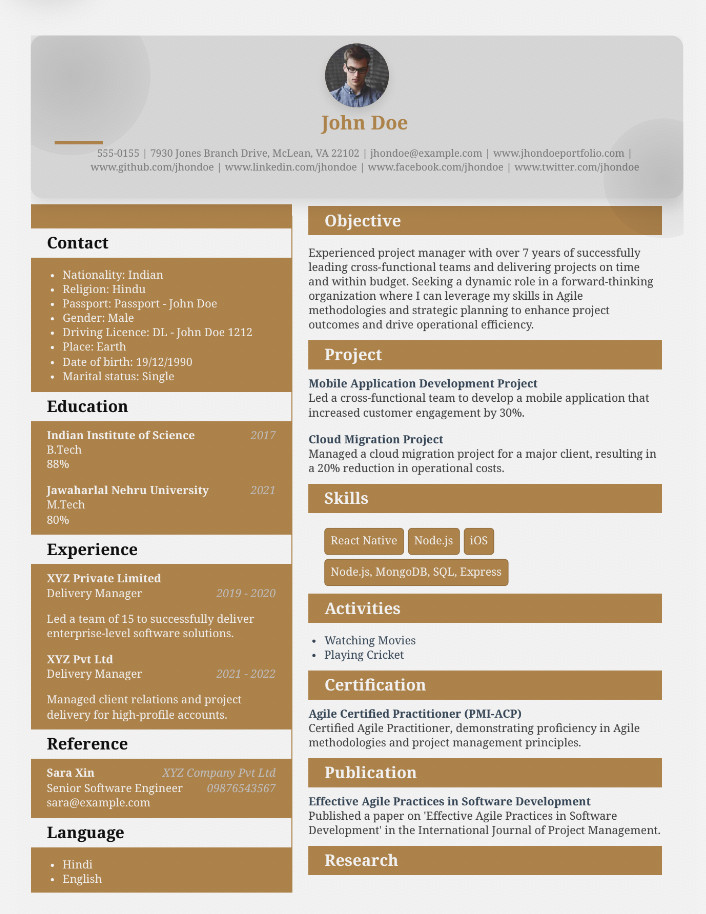 John Doe
555-0155 | 7930 Jones Branch Drive, McLean, VA 22102 | jhondoe@example.com | www.jhondoeportfolio.com |
www.github.com/jhondoe | www.linkedin.com/jhondoe | www.facebook.com/jhondoe | www.twitter.com/jhondoe
Contact
• Nationality: Indian
• Religion: Hindu
• Passport: Passport - John Doe
• Gender: Male
• Driving Licence: DL - John Doe 1212
• Place: Earth
• Date of birth: 19/12/1990
• Marital status: Single
Education
Indian Institute of Science 2017
B.Tech
88%
Jawaharlal Nehru University 2021
M.Tech
80%
Experience
XYZ Private Limited
Delivery Manager 2019 - 2020
Led a team of 15 to successfully deliver
enterprise-level software solutions.
XYZ Pvt Ltd
Delivery Manager 2021 - 2022
Managed client relations and project
delivery for high-profile accounts.
Reference
Sara Xin XYZ Company Pvt Ltd
Senior Software Engineer 09876543567
sara@example.com
Language
• Hindi
• English
Objective
Experienced project manager with over 7 years of successfully
leading cross-functional teams and delivering projects on time
and within budget. Seeking a dynamic role in a forward-thinking
organization where I can leverage my skills in Agile
methodologies and strategic planning to enhance project
outcomes and drive operational efficiency.
Project
Mobile Application Development Project
Led a cross-functional team to develop a mobile application that
increased customer engagement by 30%.
Cloud Migration Project
Managed a cloud migration project for a major client, resulting in
a 20% reduction in operational costs.
Skills
React Native Node.js iOS
Node.js, MongoDB, SQL, Express
Activities
• Watching Movies
• Playing Cricket
Certification
Agile Certified Practitioner (PMI-ACP)
Certified Agile Practitioner, demonstrating proficiency in Agile
methodologies and project management principles.
Publication
Effective Agile Practices in Software Development
Published a paper on 'Effective Agile Practices in Software
Development' in the International Journal of Project Management.
Research